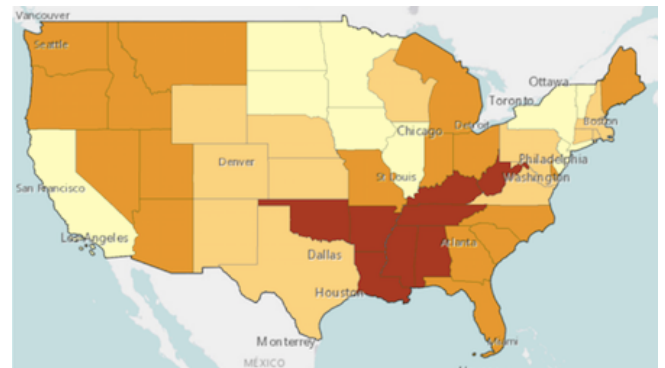 Vancouver
Seattle
Ottawa
Toronto
Boston
Chicago
Detroit
Philadelphia
Denver
St Louis
Washington
San Francisco
Los Angeles
Atlanta
Dallas
Houston
Monterrey
Miami
MÉXICO